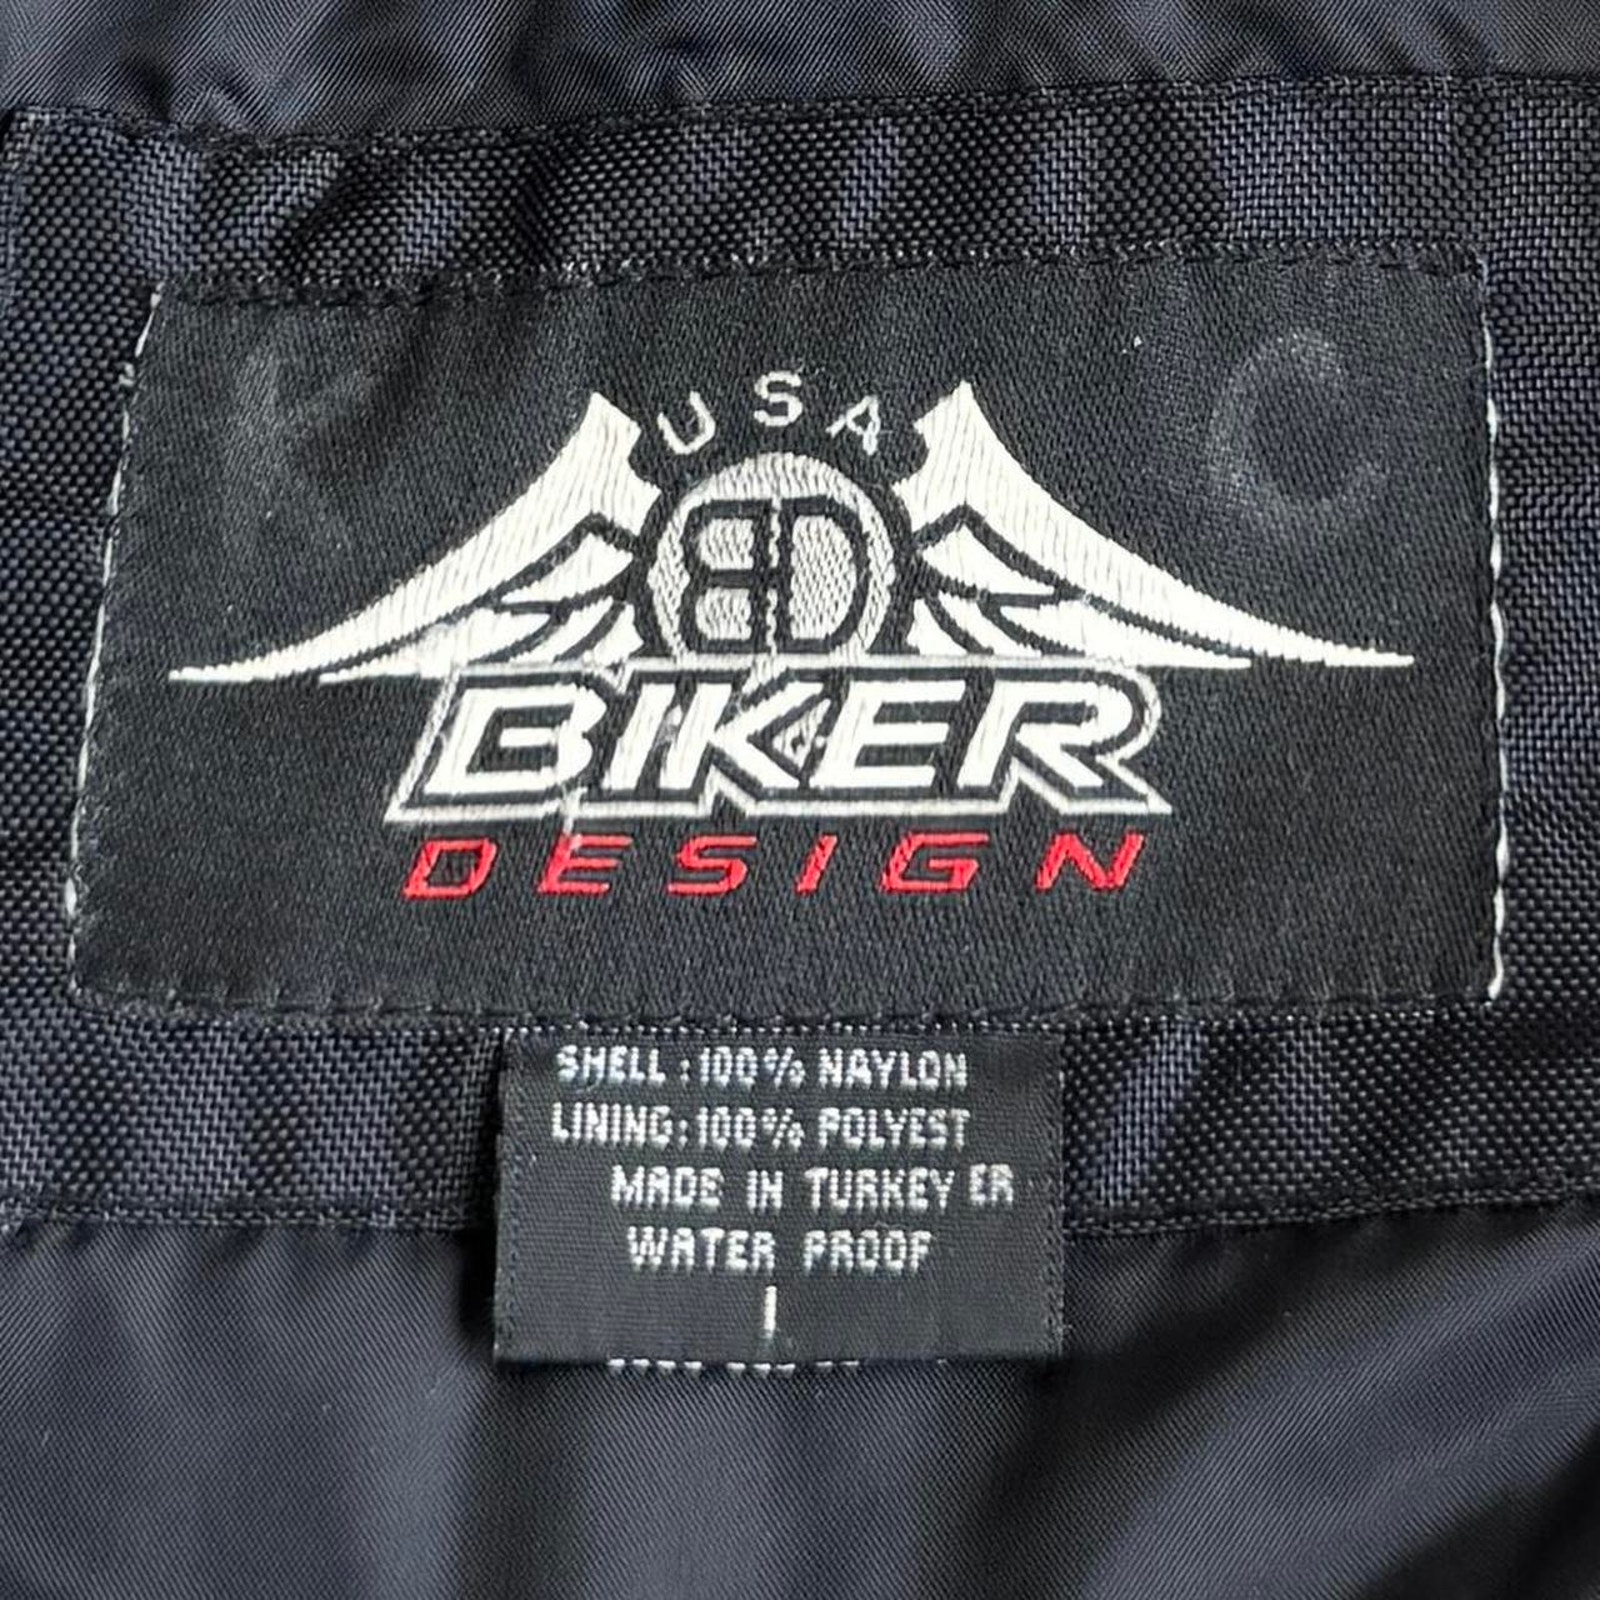 USA
BD
BIKER
DESIGN
SHELL:100% NAYLON
LINING:100% POLYEST
MADE IN TURKEY ER
WATER PROOF